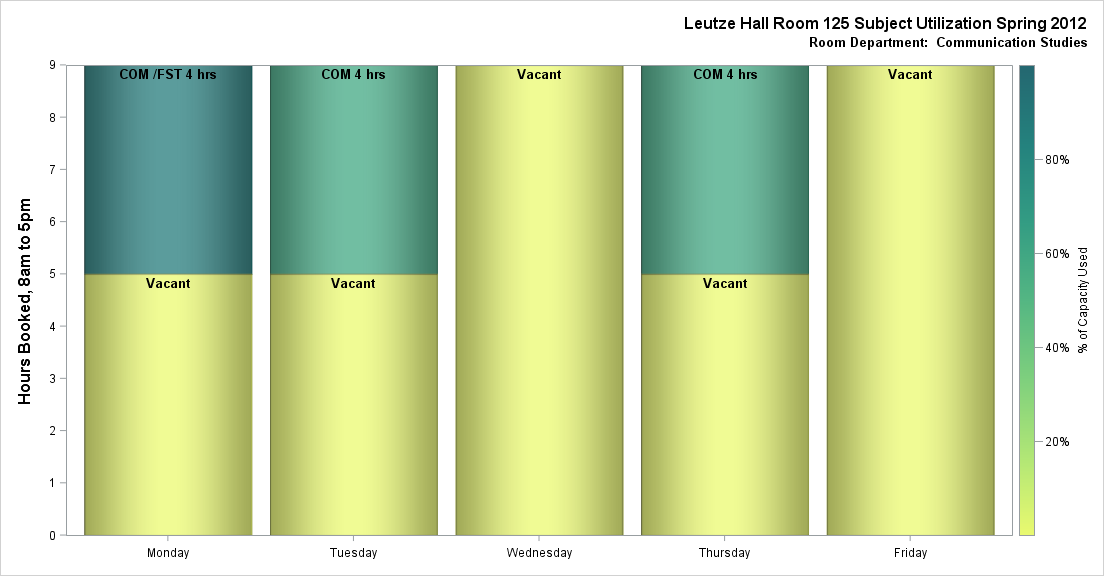 Leutze Hall Room 125 Subject Utilization Spring 2012
Room Department:  Communication Studies
Hours Booked, 8am to 5pm
9
8
7
6
5
4
3
2
1
0
COM /FST 4 hrs
COM 4 hrs
Vacant
COM 4 hrs
Vacant
Vacant
Vacant
Vacant
Monday
Tuesday
Wednesday
Thursday
Friday
80%
60%
40%
20%
% of Capacity Used